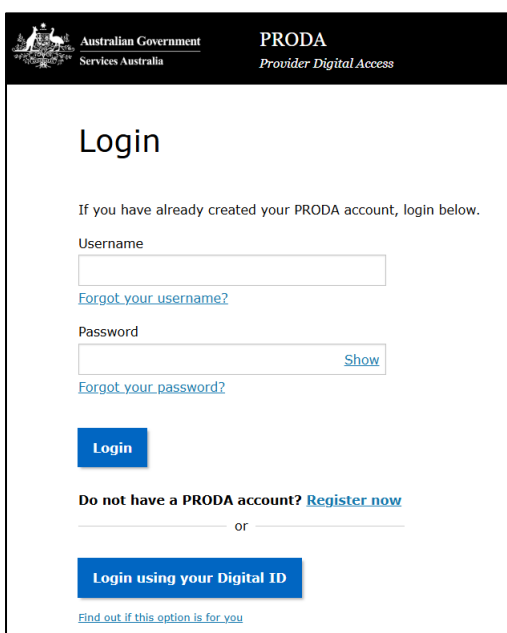 Australian Government
Services Australia
PRODA
Provider Digital Access
Login
If you have already created your PRODA account, login below.
Username
Forgot your username?
Password
Show
Forgot your password?
Login
Do not have a PRODA account? Register now
or
Login using your Digital ID
Find out if this option is for you